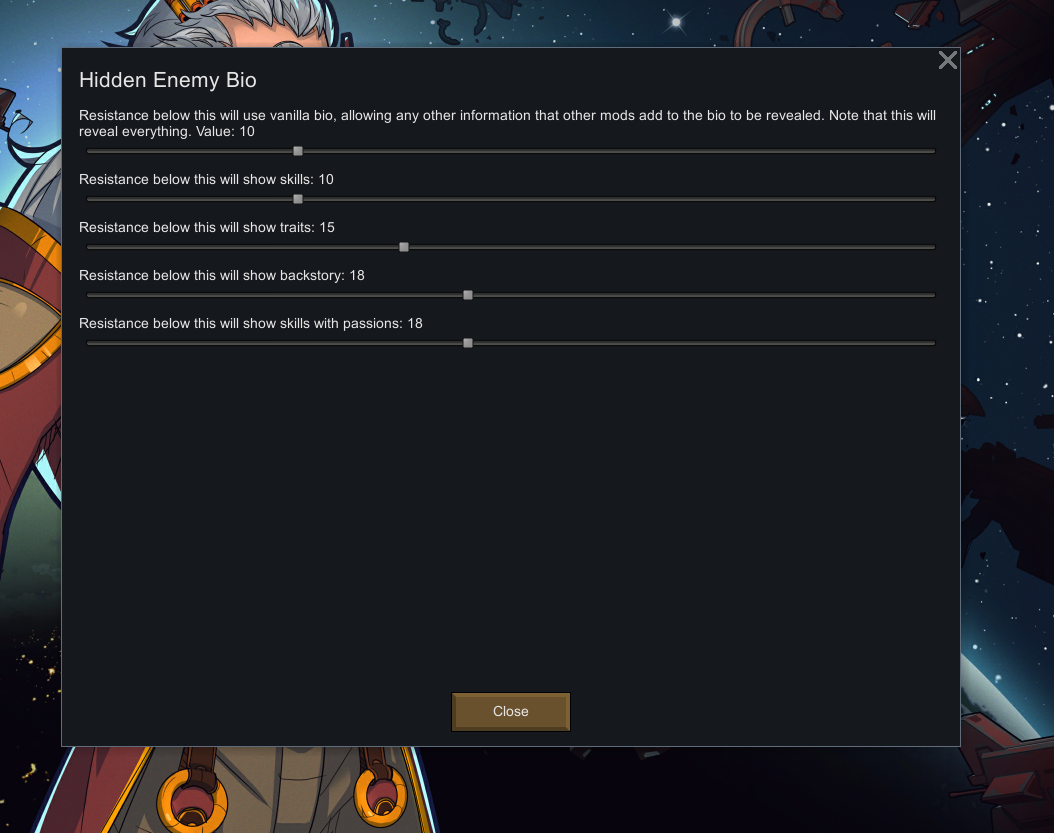 Hidden Enemy Bio
Resistance below this will use vanilla bio, allowing any other information that other mods add to the bio to be revealed. Note that this will
reveal everything. Value: 10
Resistance below this will show skills: 10
Resistance below this will show traits: 15
Resistance below this will show backstory: 18
Resistance below this will show skills with passions: 18
Close